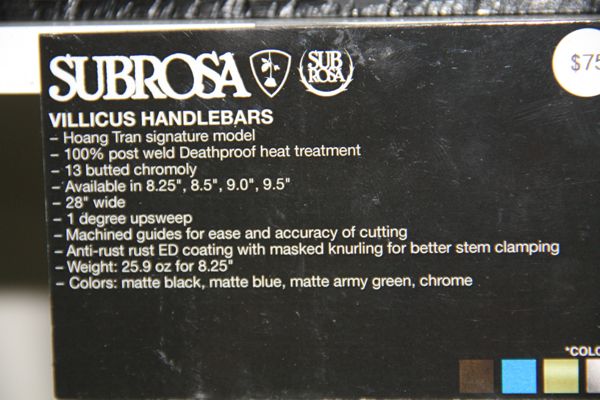 SUBROSA
SUB
ROSA
$75
VILLICUS HANDLEBARS
– Hoang Tran signature model
– 100% post weld Deathproof heat treatment
– 13 butted chromoly
– Available in 8.25", 8.5", 9.0", 9.5"
– 28" wide
– 1 degree upsweep
– Machined guides for ease and accuracy of cutting
– Anti-rust rust ED coating with masked knurling for better stem clamping
– Weight: 25.9 oz for 8.25"
– Colors: matte black, matte blue, matte army green, chrome